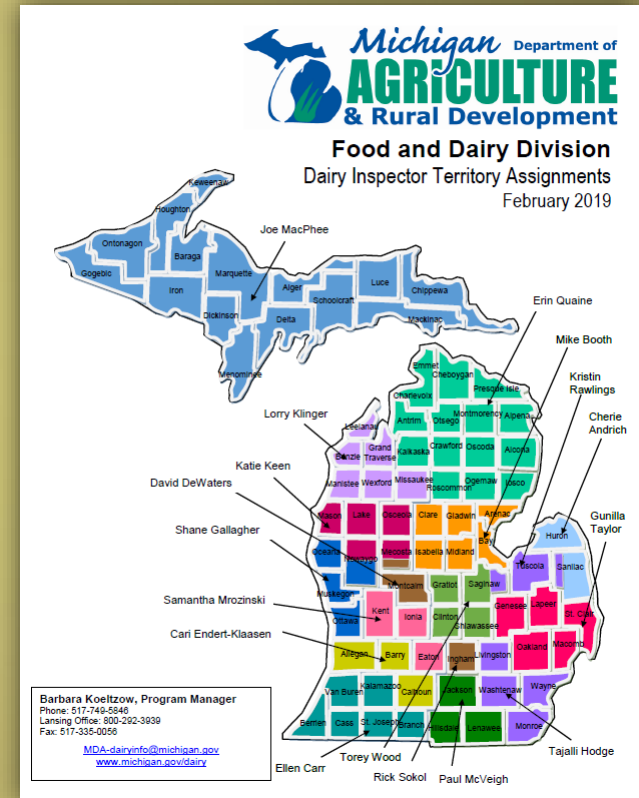 Michigan Department of
AGRICULTURE
& Rural Development
Food and Dairy Division
Dairy Inspector Territory Assignments
February 2019
Keweenaw
Houghton
Ontonagon
Baraga
Gogebic
Iron
Marquette
Dickinson
Menominee
Alger
Delta
Schoolcraft
Luce
Chippewa
Mackinac
Joe MacPhee
Erin Quaine
Mike Booth
Kristin
Rawlings
Cherie
Andrich
Gunilla
Taylor
Lorry Klinger
Katie Keen
David DeWaters
Shane Gallagher
Samantha Mrozinski
Cari Endert-Klaasen
Emmet
Cheboygan
Presque Isle
Charlevoix
Antrim
Otsego
Montmorency
Alpena
Leelanau
Benzie
Grand
Traverse
Kalkaska
Crawford
Oscoda
Alcona
Manistee
Wexford
Missaukee
Roscommon
Ogemaw
Iosco
Mason
Lake
Osceola
Clare
Gladwin
Arenac
Oceana
Newaygo
Mecosta
Isabella
Midland
Bay
Huron
Muskegon
Montcalm
Gratiot
Saginaw
Tuscola
Sanilac
Ottawa
Kent
Ionia
Clinton
Shiawassee
Genesee
Lapeer
St. Clair
Allegan
Barry
Eaton
Ingham
Livingston
Oakland
Macomb
Van Buren
Kalamazoo
Calhoun
Jackson
Washtenaw
Wayne
Berrien
Cass
St. Joseph
Branch
Hillsdale
Lenawee
Monroe
Barbara Koeltzow, Program Manager
Phone: 517-749-5846
Lansing Office: 800-292-3939
Fax: 517-335-0056
MDA-dairyinfo@michigan.gov
www.michigan.gov/dairy
Ellen Carr
Torey Wood
Rick Sokol
Paul McVeigh
Tajalli Hodge